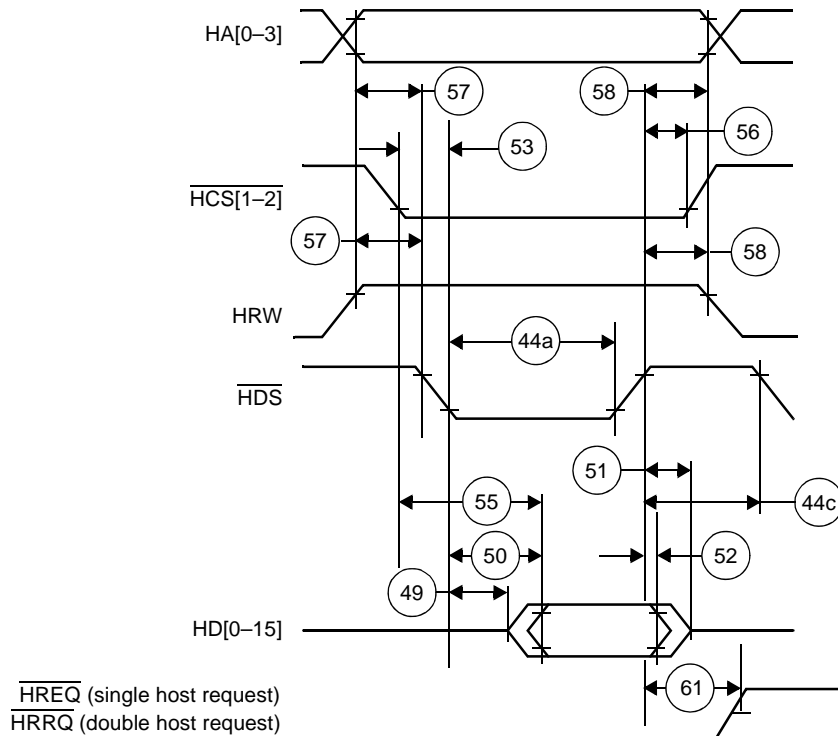 HA[0–3]
57
58
53
56
HCS[1–2]
57
58
HRW
44a
HDS
51
55
44c
50
52
49
HD[0–15]
61
HREQ (single host request)
HRRQ (double host request)